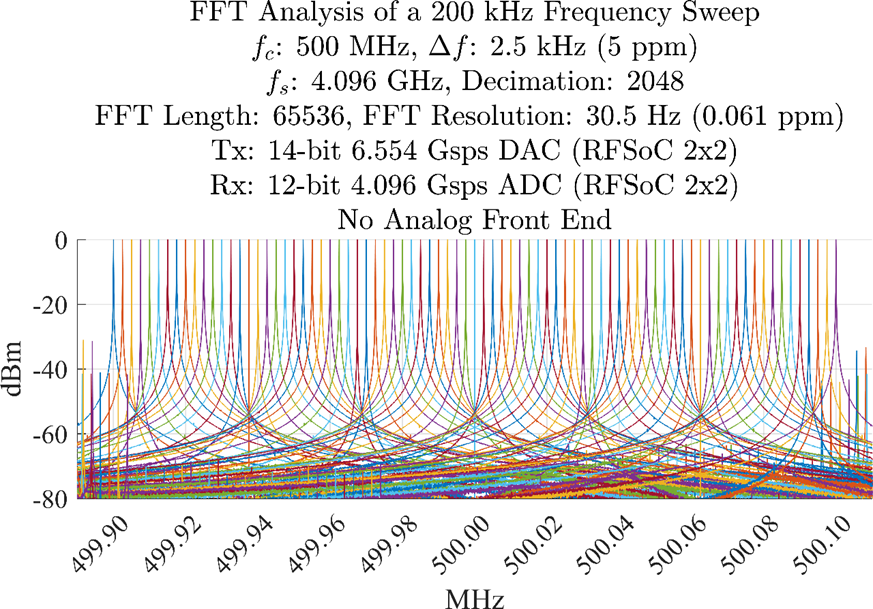 FFT Analysis of a 200 kHz Frequency Sweep
f_c: 500 MHz, Δf: 2.5 kHz (5 ppm)
f_s: 4.096 GHz, Decimation: 2048
FFT Length: 65536, FFT Resolution: 30.5 Hz (0.061 ppm)
Tx: 14-bit 6.554 Gsps DAC (RFSoC 2x2)
Rx: 12-bit 4.096 Gsps ADC (RFSoC 2x2)
No Analog Front End
0
-20
-40
-60
-80
dBm
499.90 499.92 499.94 499.96 499.98 500.00 500.02 500.04 500.06 500.08 500.10
MHz